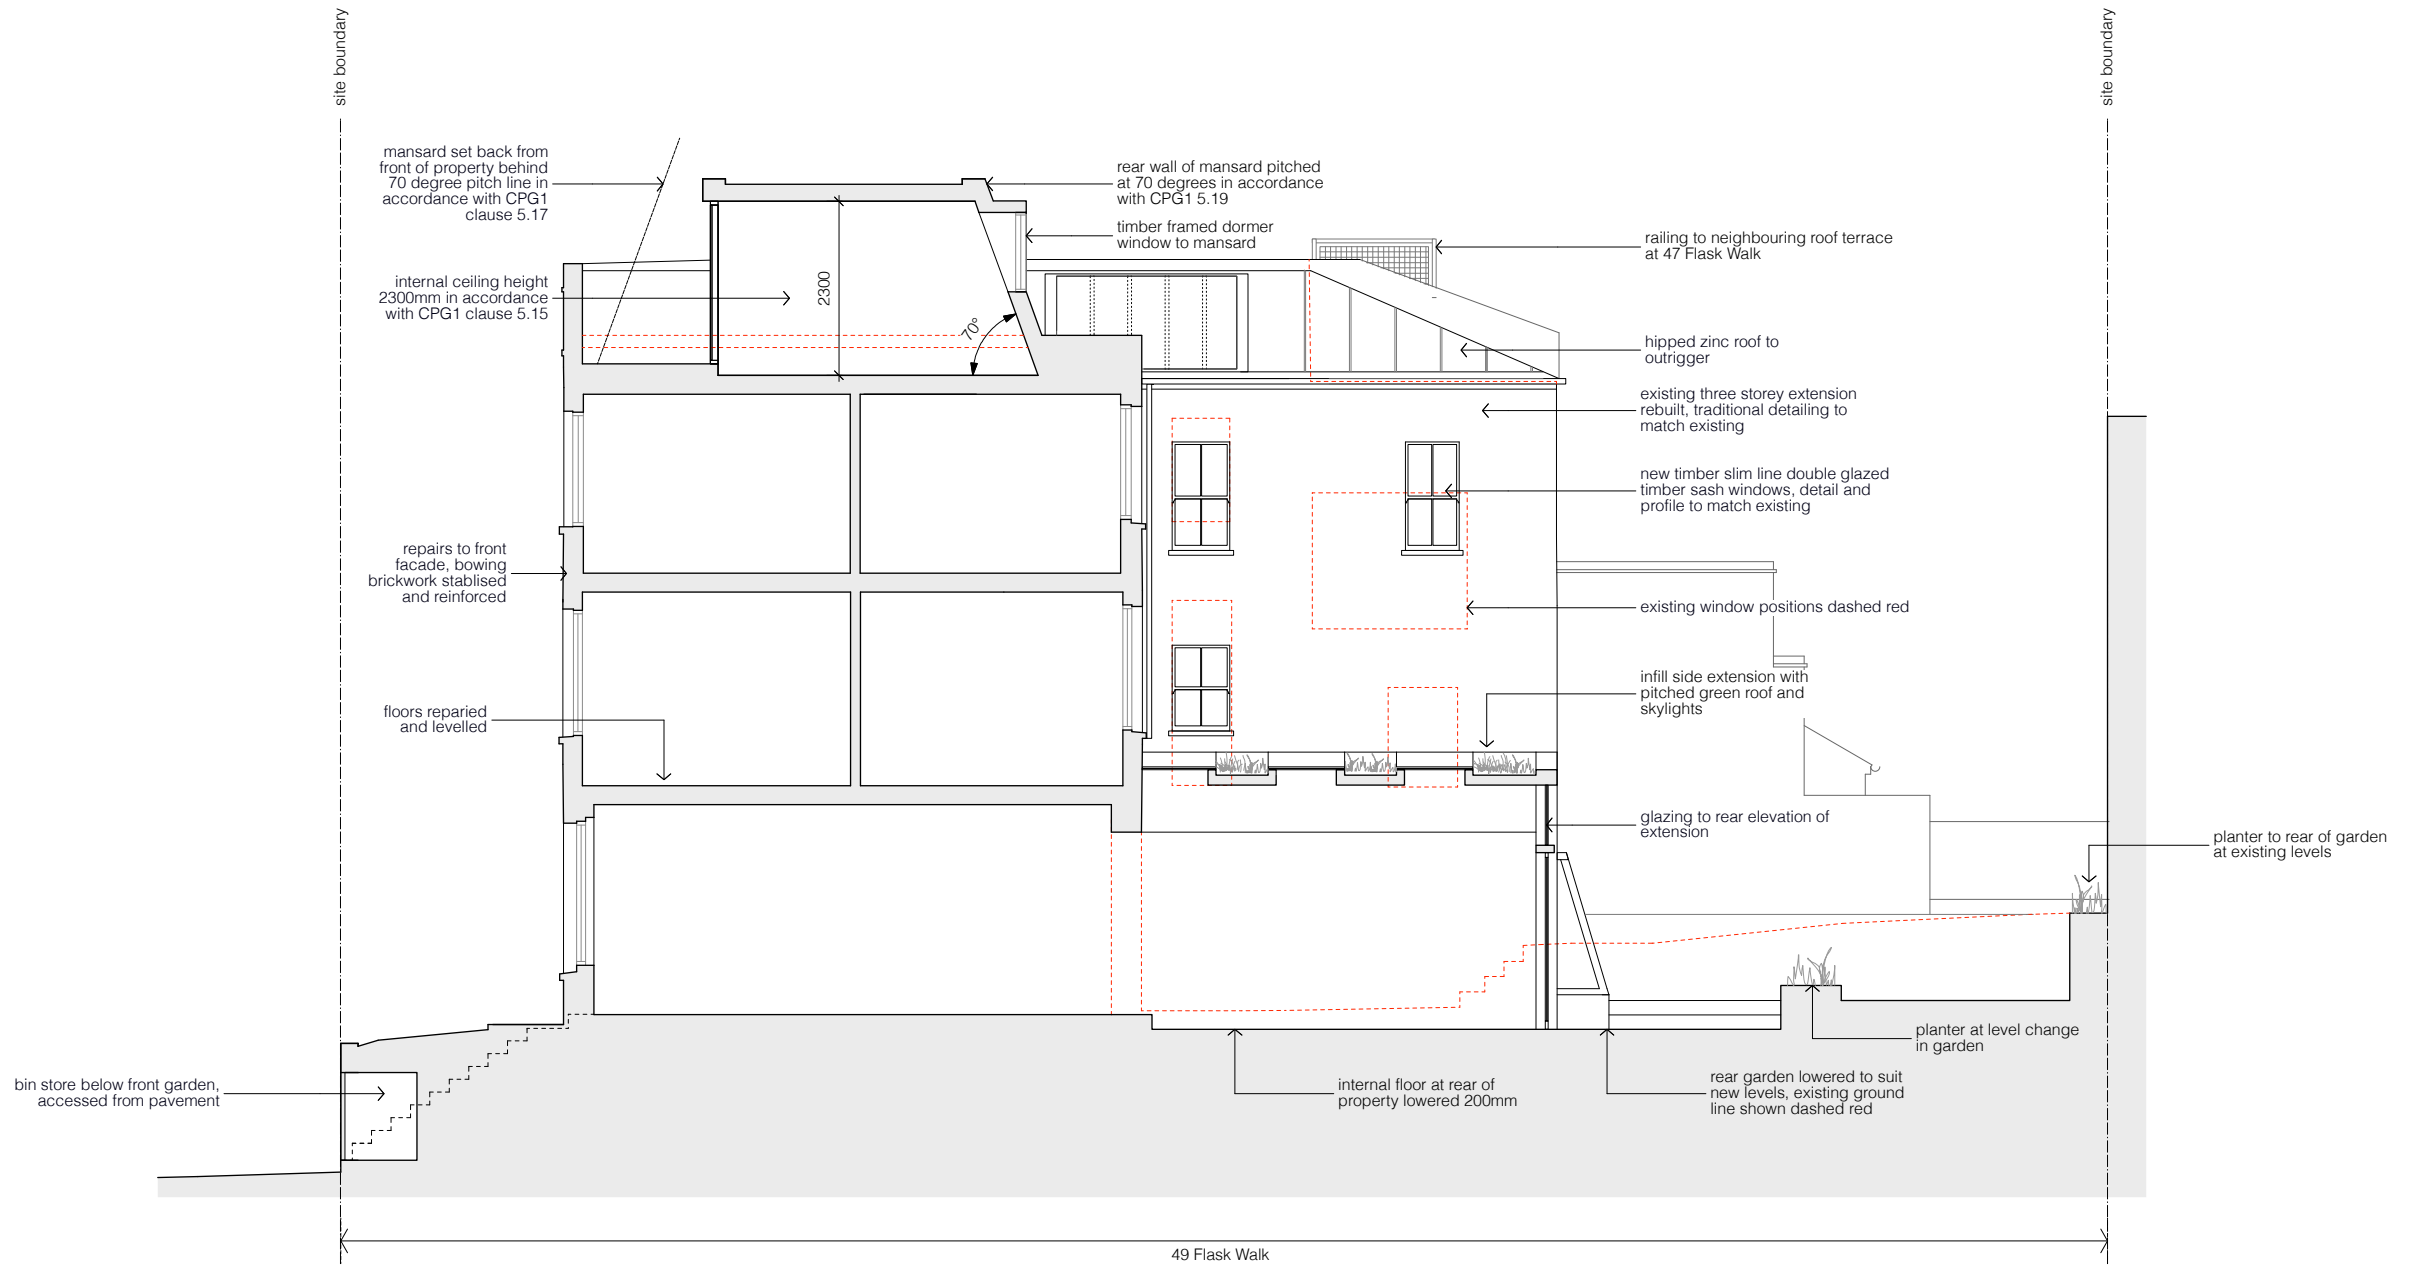 site boundary
site boundary
mansard set back from
front of property behind
70 degree pitch line in
accordance with CPG1
clause 5.17
rear wall of mansard pitched
at 70 degrees in accordance
with CPG1 5.19
timber framed dormer
window to mansard
railing to neighbouring roof terrace
at 47 Flask Walk
internal ceiling height
2300mm in accordance
with CPG1 clause 5.15
2300
70°
hipped zinc roof to
outrigger
existing three storey extension
rebuilt, traditional detailing to
match existing
new timber slim line double glazed
timber sash windows, detail and
profile to match existing
repairs to front
facade, bowing
brickwork stablised
and reinforced
existing window positions dashed red
infill side extension with
pitched green roof and
skylights
floors reparied
and levelled
glazing to rear elevation of
extension
planter to rear of garden
at existing levels
planter at level change
in garden
bin store below front garden,
accessed from pavement
internal floor at rear of
property lowered 200mm
rear garden lowered to suit
new levels, existing ground
line shown dashed red
49 Flask Walk